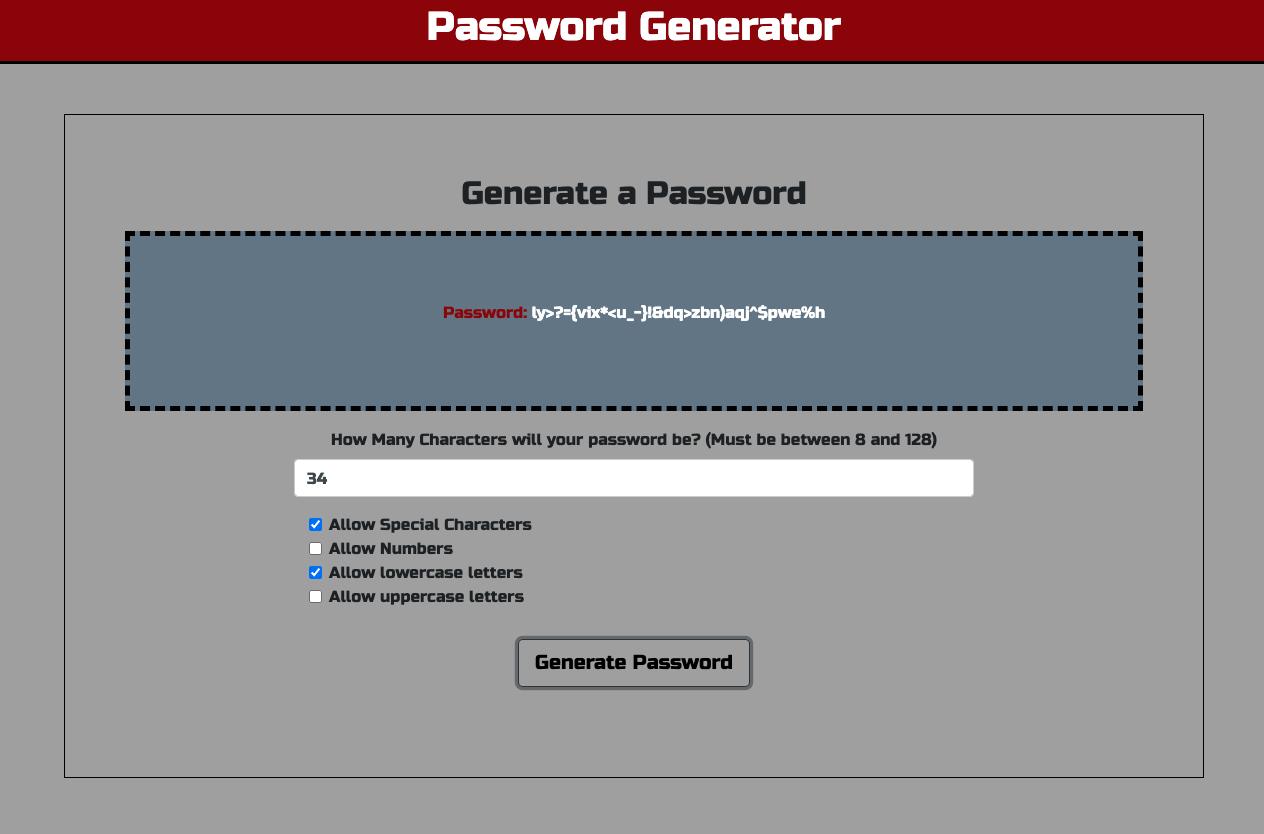 Password Generator
Generate a Password
Password: ly>?={vix*<u_-}!&dq>zbn)aqj^$pwe%h
How Many Characters will your password be? (Must be between 8 and 128)
34
Allow Special Characters
Allow Numbers
Allow lowercase letters
Allow uppercase letters
Generate Password